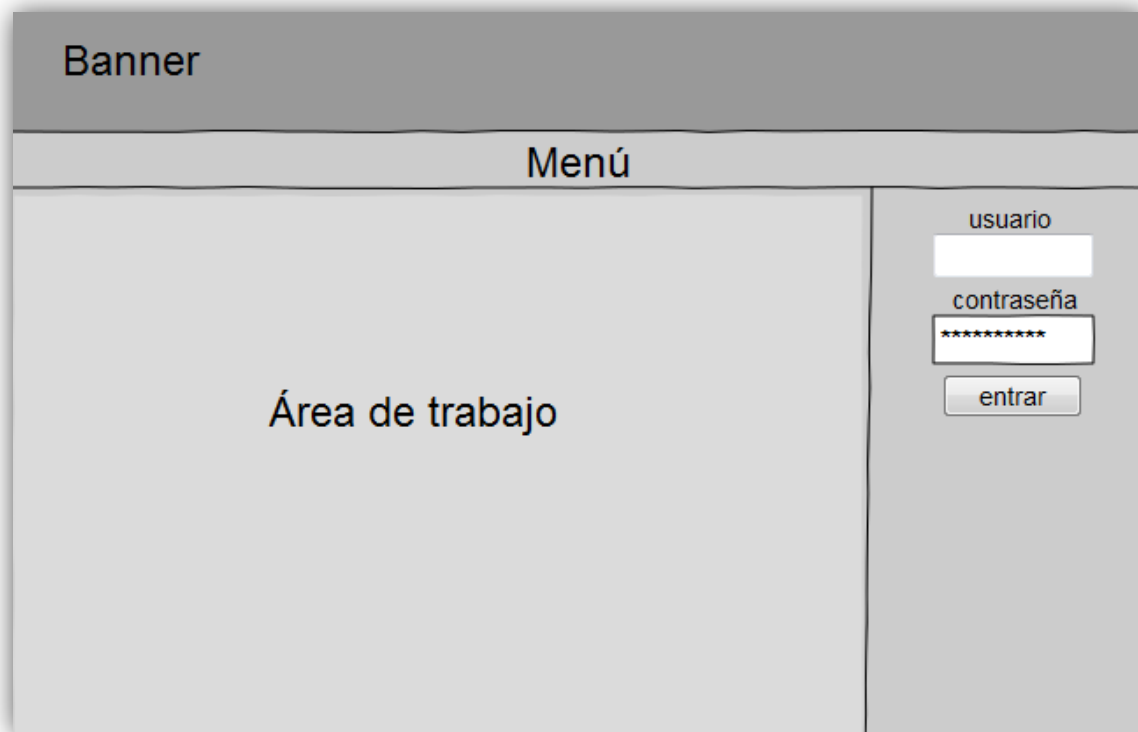 Banner
Menú
usuario
contraseña
**********
entrar
Área de trabajo